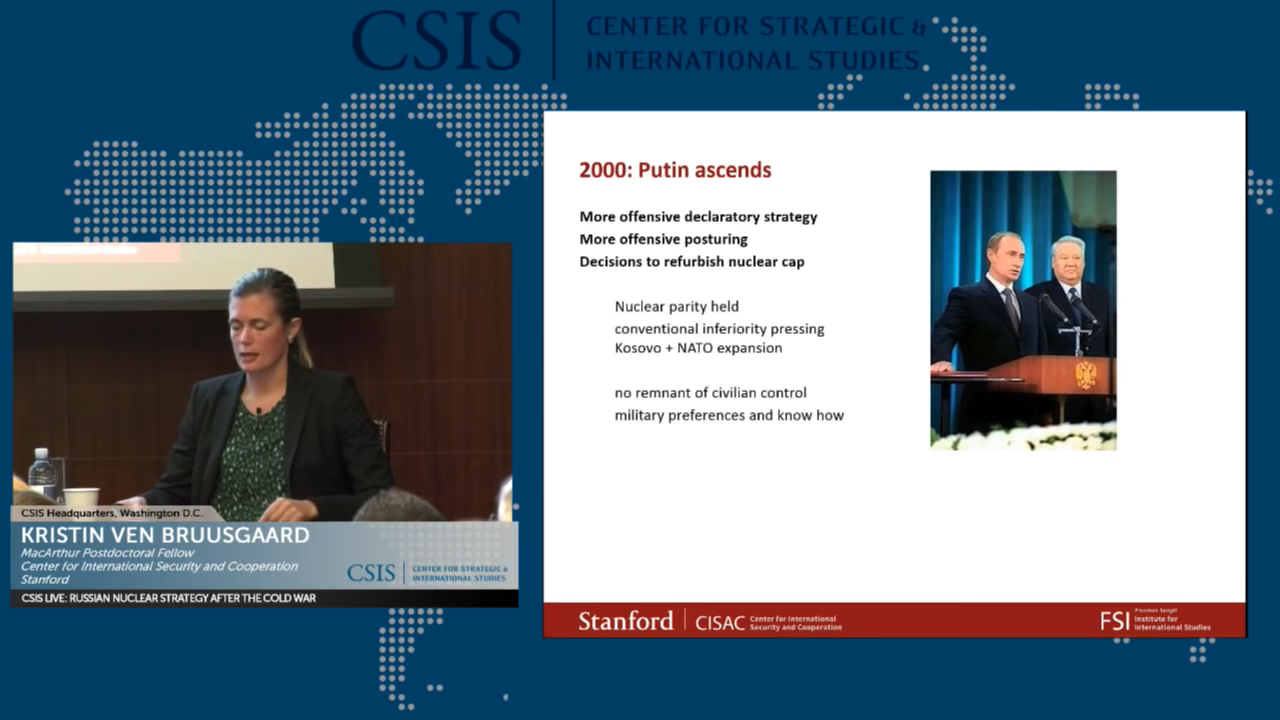 CSIS
CENTER FOR STRATEGIC &
INTERNATIONAL STUDIES
2000: Putin ascends
More offensive declaratory strategy
More offensive posturing
Decisions to refurbish nuclear cap
Nuclear parity held
conventional inferiority pressing
Kosovo + NATO expansion
no remnant of civilian control
military preferences and know how
CSIS Headquarters, Washington D.C.
KRISTIN VEN BRUUSGAARD
MacArthur Postdoctoral Fellow
Center for International Security and Cooperation
Stanford
CSIS
CENTER FOR STRATEGIC &
INTERNATIONAL STUDIES
CSIS LIVE: RUSSIAN NUCLEAR STRATEGY AFTER THE COLD WAR
Stanford
CISAC
Center for International
Security and Cooperation
FSI
Freeman Spogli
Institute for
International Studies